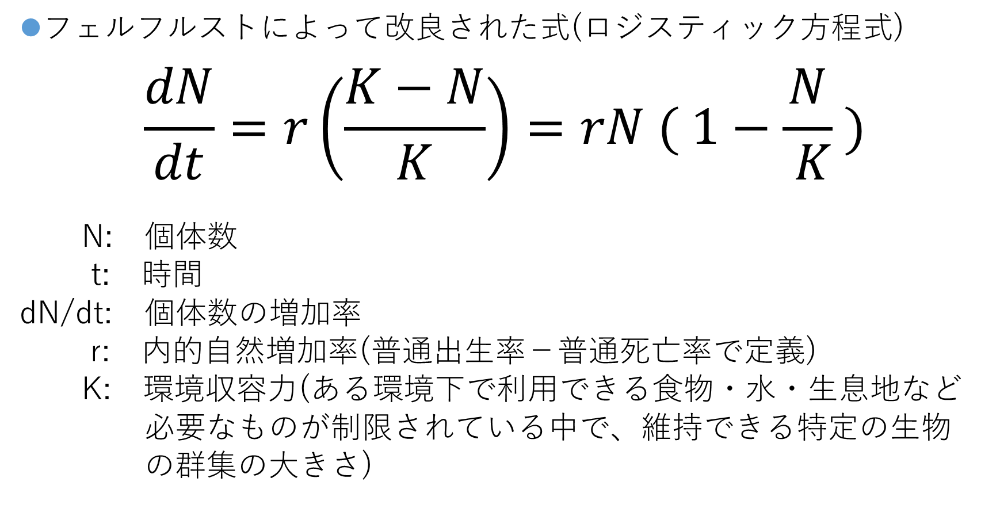 ●フェルフルストによって改良された式(ロジスティック方程式)
dN/dt = r ((K − N)/K) = rN ( 1 − N/K )
N: 個体数
t: 時間
dN/dt: 個体数の増加率
r: 内的自然増加率(普通出生率－普通死亡率で定義)
K: 環境収容力(ある環境下で利用できる食物・水・生息地など
必要なものが制限されている中で、維持できる特定の生物
の群集の大きさ)